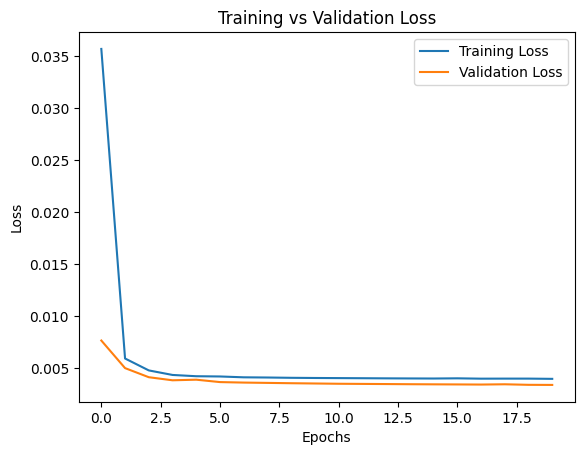 Training vs Validation Loss
Training Loss
Validation Loss
0.035
0.030
0.025
0.020
0.015
0.010
0.005
Loss
0.0 2.5 5.0 7.5 10.0 12.5 15.0 17.5
Epochs